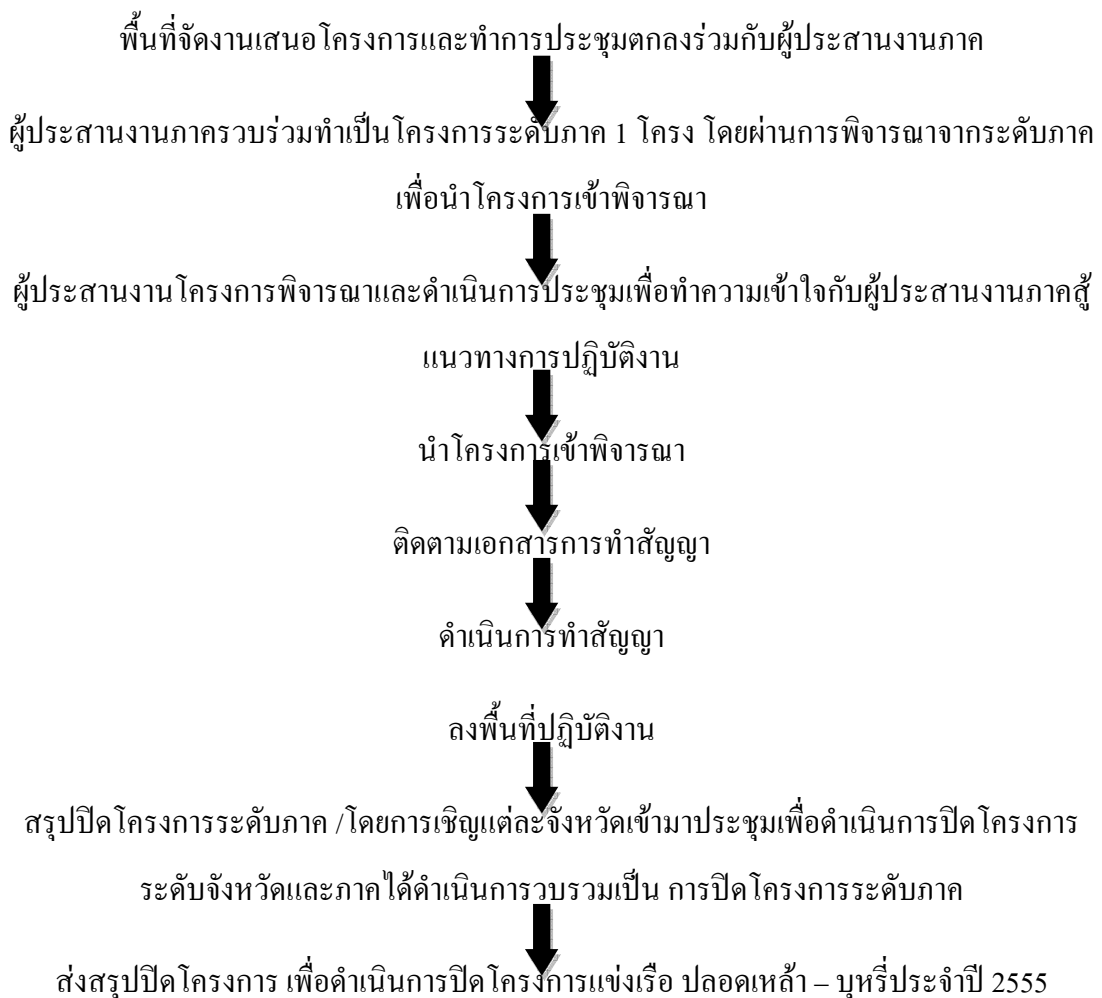 พื้นที่จัดงานเสนอโครงการและทำการประชุมตกลงร่วมกับผู้ประสานงานภาค
ผู้ประสานงานภาครวบร่วมทำเป็นโครงการระดับภาค 1 โครง โดยผ่านการพิจารณาจากระดับภาค
เพื่อนำโครงการเข้าพิจารณา
ผู้ประสานงานโครงการพิจารณาและดำเนินการประชุมเพื่อทำความเข้าใจกับผู้ประสานงานภาคสู้
แนวทางการปฏิบัติงาน
นำโครงการเข้าพิจารณา
ติดตามเอกสารการทำสัญญา
ดำเนินการทำสัญญา
ลงพื้นที่ปฏิบัติงาน
สรุปปิดโครงการระดับภาค /โดยการเชิญแต่ละจังหวัดเข้ามาประชุมเพื่อดำเนินการปิดโครงการ
ระดับจังหวัดและภาคได้ดำเนินการวบรวมเป็น การปิดโครงการระดับภาค
ส่งสรุปปิดโครงการ เพื่อดำเนินการปิดโครงการแข่งเรือ ปลอดเหล้า – บุหรี่ประจำปี 2555